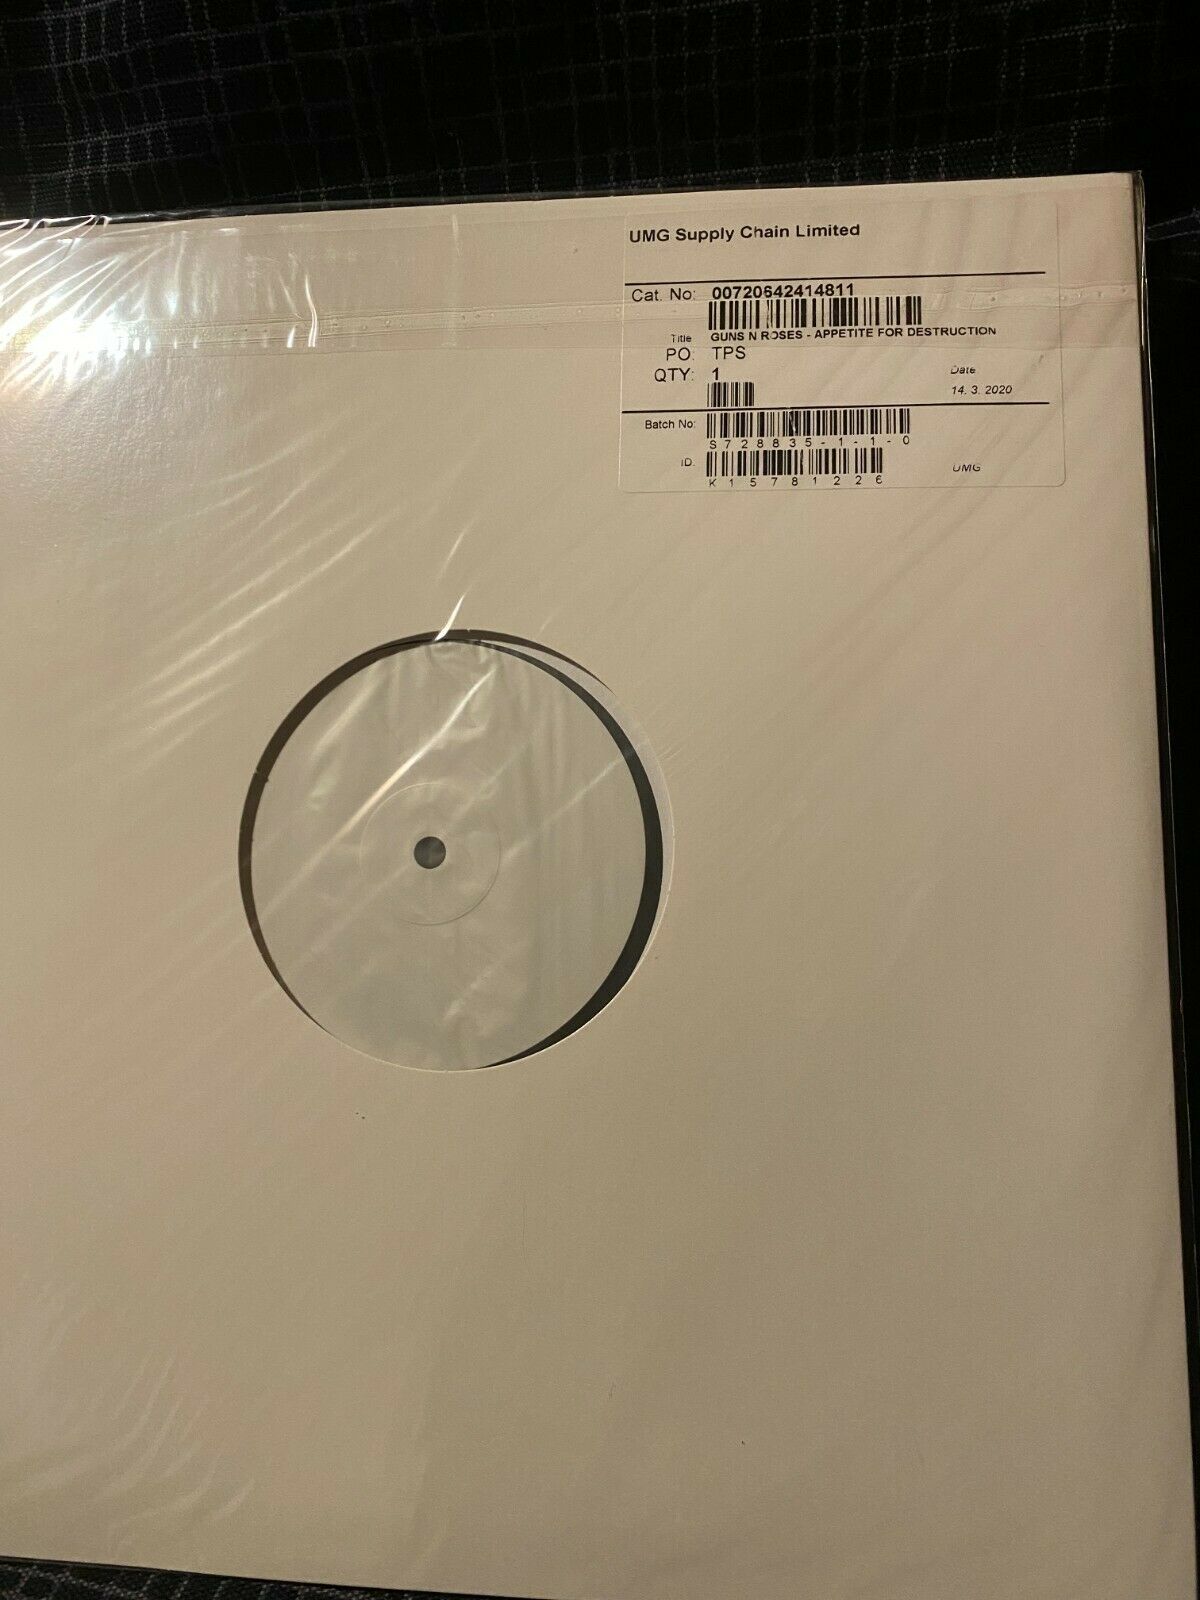 UMG Supply Chain Limited
Cat. No: 00720642414811
Title GUNS N ROSES - APPETITE FOR DESTRUCTION
PO: TPS
QTY: 1
Date
14. 3. 2020
Batch No:
S728835-1-1-0
ID:
K15781226
UMG